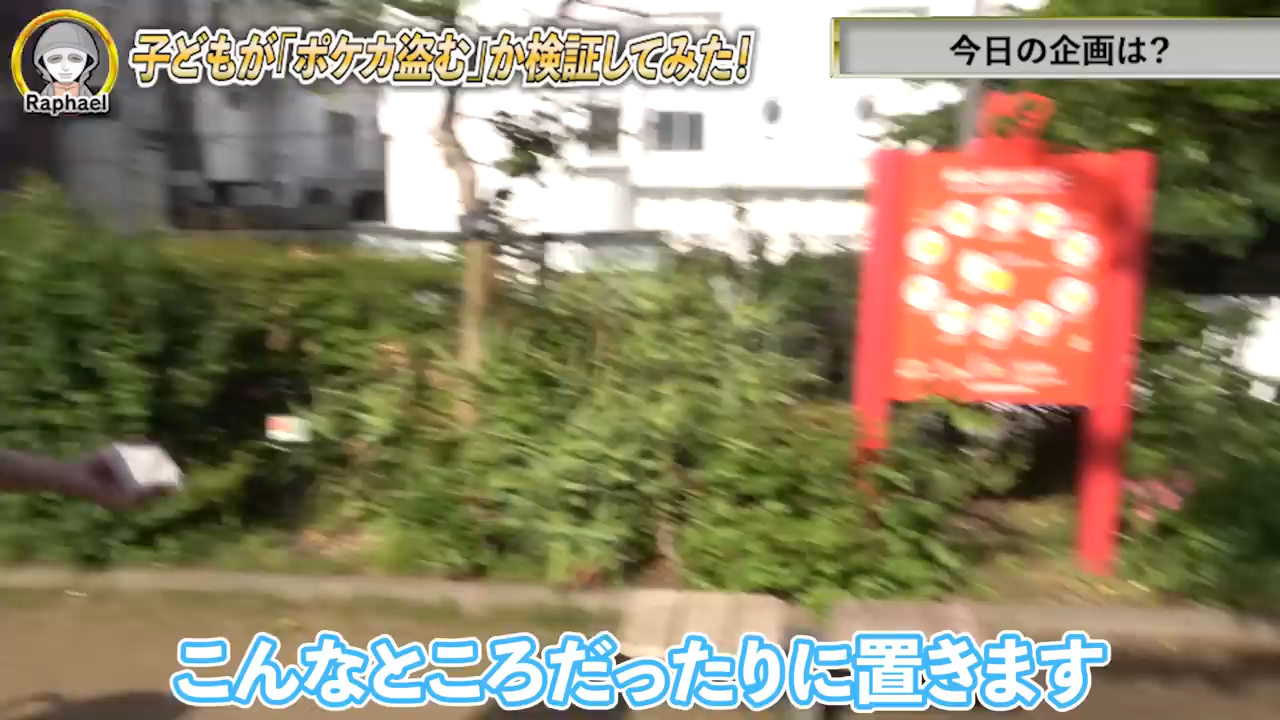 子どもが「ポケカ盗む」か検証してみた!
今日の企画は?
Raphael
こんなところだったりに置きます